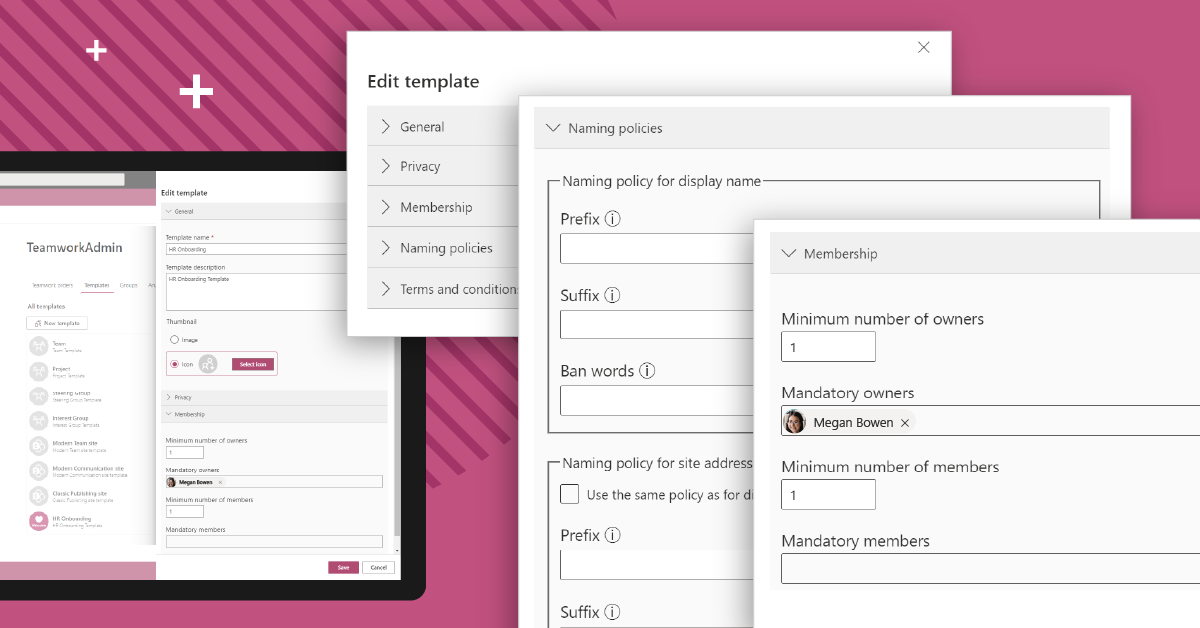 TeamworkAdmin
Teamwork orders
Templates
Groups
All templates
New template
Team
Team Template
Project
Project Template
Steering Group
Steering Group Template
Interest Group
Interest Group Template
Modern Team site
Modern Team site template
Modern Communication site
Modern Communication site template
Classic Publishing site
Classic Publishing site template
HR Onboarding
HR Onboarding Template
Edit template
General
Template name *
HR Onboarding
Template description
HR Onboarding Template
Thumbnail
Image
Icon
Select icon
Privacy
Membership
Minimum number of owners
1
Mandatory owners
Megan Bowen ×
Minimum number of members
1
Mandatory members
Save
Cancel
Edit template
General
Privacy
Membership
Naming policies
Terms and condition
Naming policies
Naming policy for display name
Prefix
Suffix
Ban words
Naming policy for site address
Use the same policy as for di
Prefix
Suffix
Membership
Minimum number of owners
1
Mandatory owners
Megan Bowen ×
Minimum number of members
1
Mandatory members